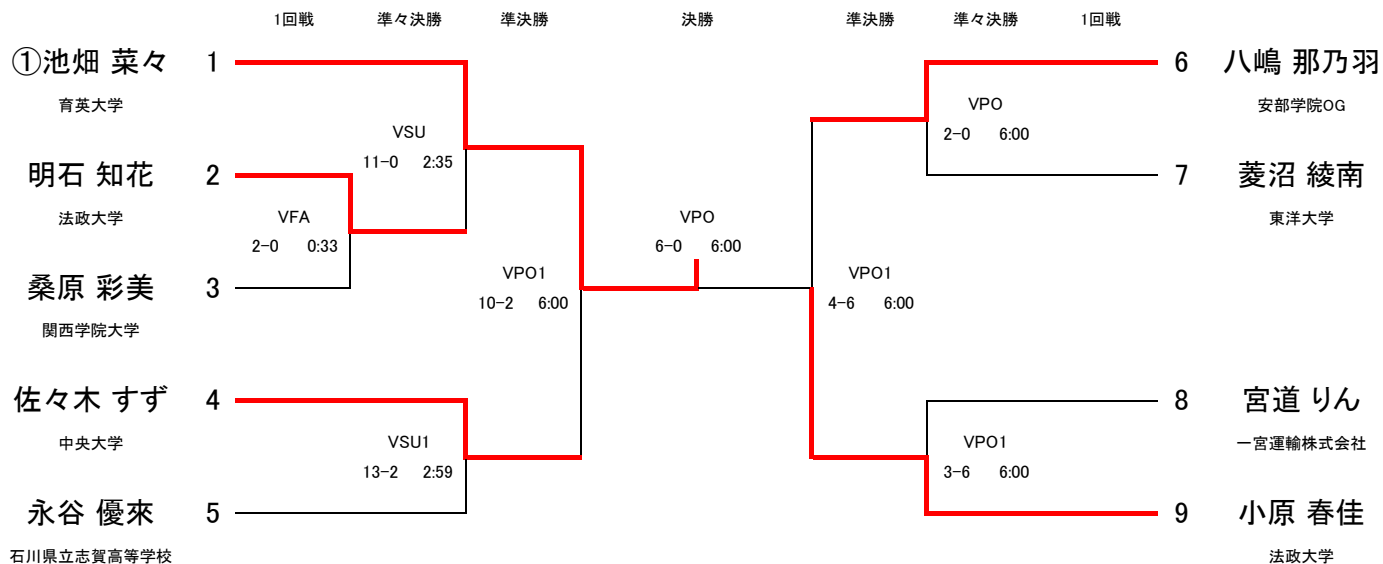 1回戦 準々決勝 準決勝 決勝 準決勝 準々決勝 1回戦
①池畑 菜々 1
育英大学
明石 知花 2
法政大学
桑原 彩美 3
関西学院大学
佐々木 すず 4
中央大学
永谷 優來 5
石川県立志賀高等学校
VFA
2-0 0:33
VSU
11-0 2:35
VSU1
13-2 2:59
VPO1
10-2 6:00
VPO
6-0 6:00
VPO1
4-6 6:00
VPO
2-0 6:00
VPO1
3-6 6:00
6 八嶋 那乃羽
安部学院OG
7 菱沼 綾南
東洋大学
8 宮道 りん
一宮運輸株式会社
9 小原 春佳
法政大学